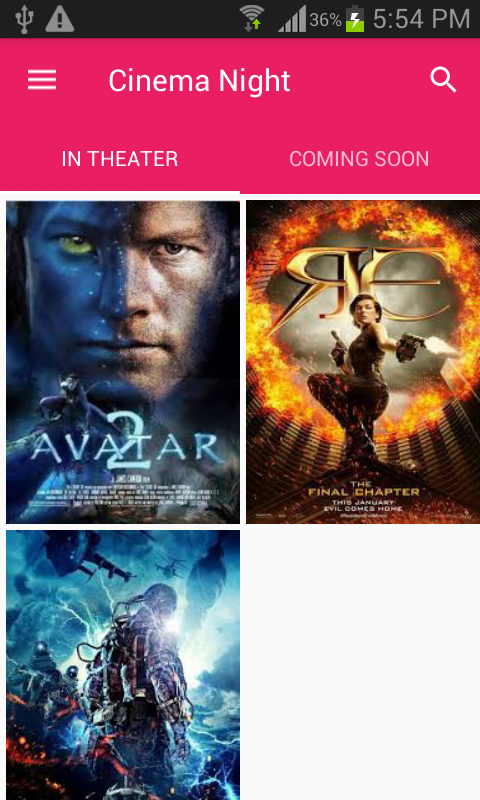 36% 5:54 PM
Cinema Night
IN THEATER COMING SOON
AVATAR
2
RE
THE
FINAL CHAPTER
THIS JANUARY
EVIL COMES HOME